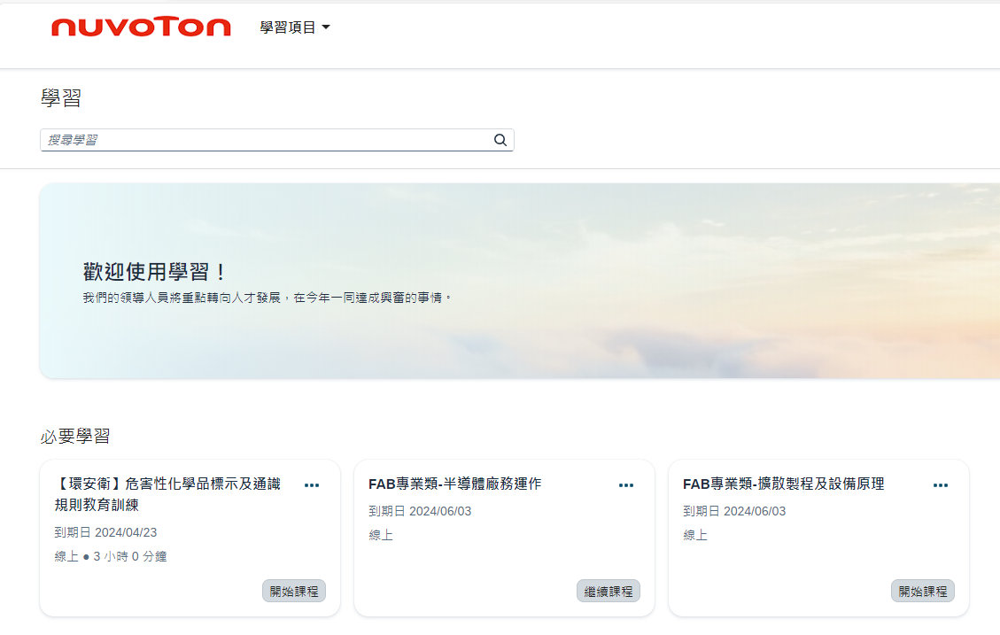 nuvoTon
學習項目
學習
搜尋學習
歡迎使用學習！
我們的領導人員將重點轉向人才發展，在今年一同達成興奮的事情。
必要學習
【環安衛】危害性化學品標示及通識
規則教育訓練
到期日 2024/04/23
線上 ● 3 小時 0 分鐘
開始課程
FAB專業類-半導體廠務運作
到期日 2024/06/03
線上
繼續課程
FAB專業類-擴散製程及設備原理
到期日 2024/06/03
線上
開始課程